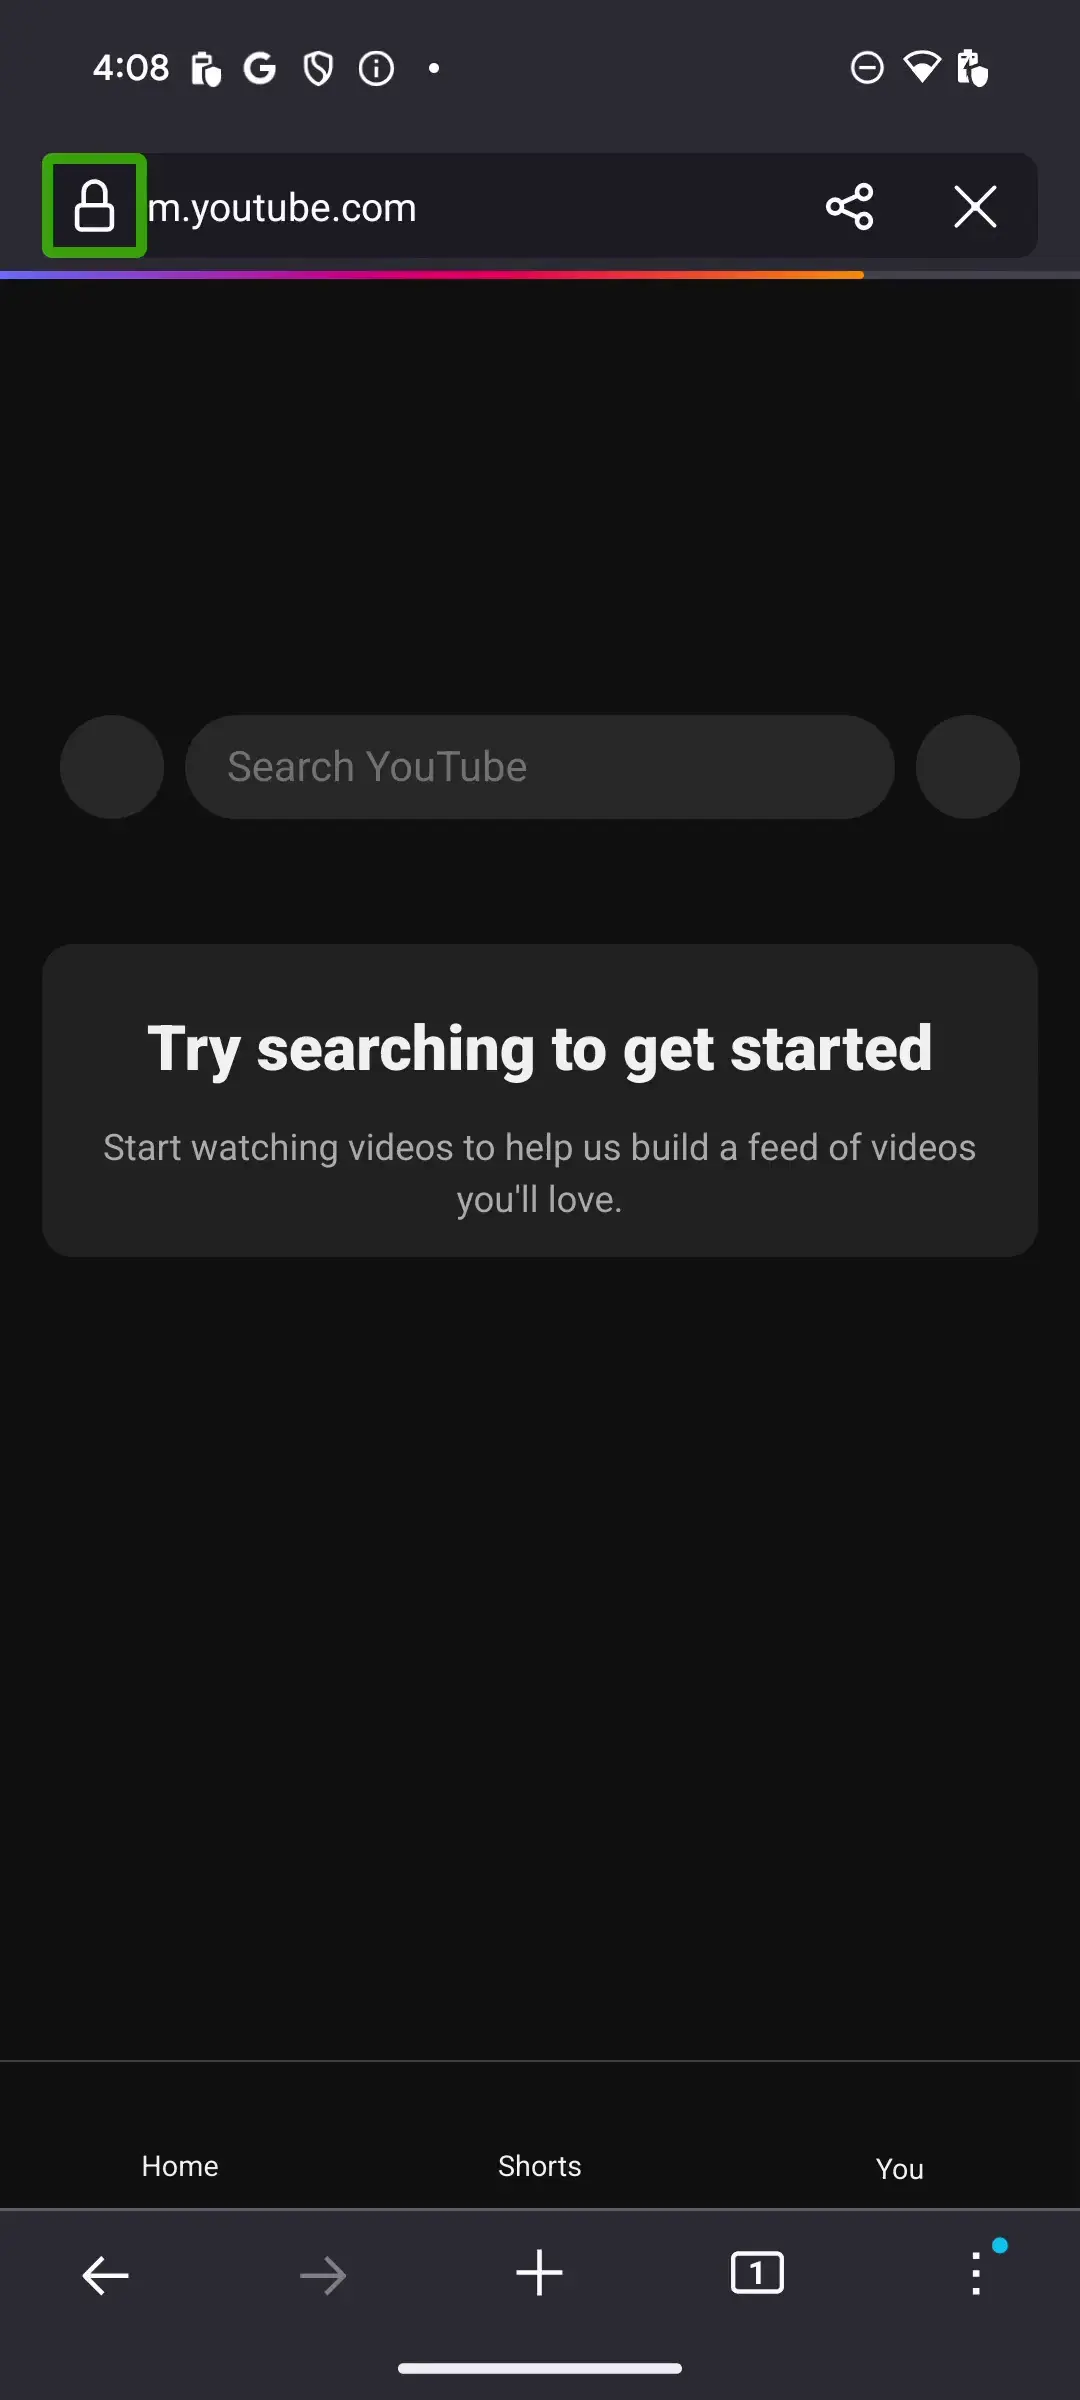 4:08
m.youtube.com
Search YouTube
Try searching to get started
Start watching videos to help us build a feed of videos
you'll love.
Home
Shorts
You
1